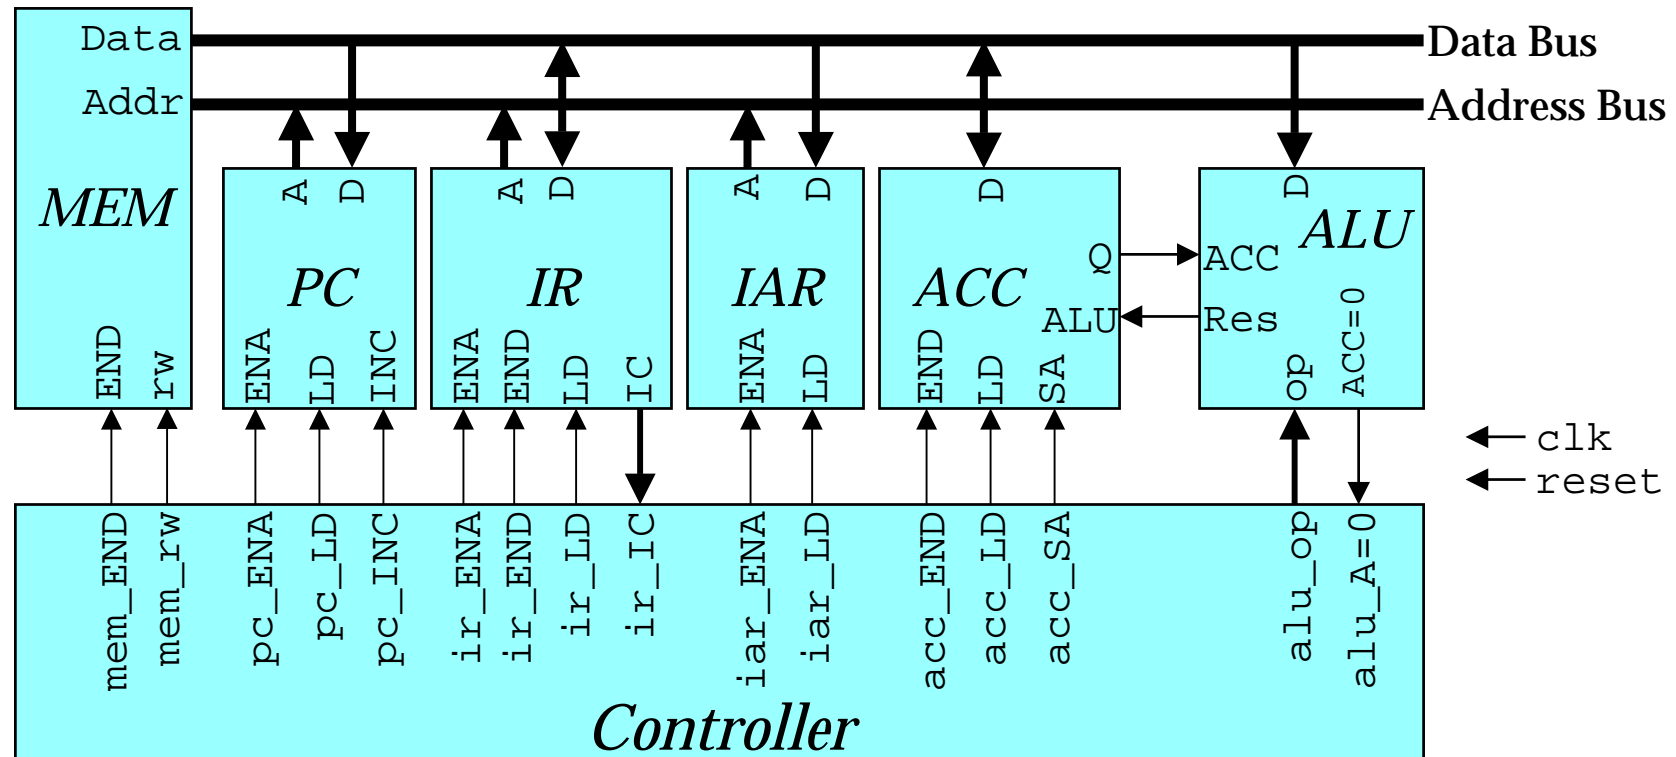 Data
Data Bus
Addr
Address Bus
MEM
END
rw
A
D
PC
ENA
LD
INC
A
D
IR
ENA
END
LD
IC
A
D
IAR
ENA
LD
D
ACC
Q
ALU
END
LD
SA
D
ALU
ACC
Res
op
ACC=0
clk
reset
mem_END
mem_rw
pc_ENA
pc_LD
pc_INC
ir_ENA
ir_END
ir_LD
ir_IC
iar_ENA
iar_LD
acc_END
acc_LD
acc_SA
alu_op
alu_A=0
Controller